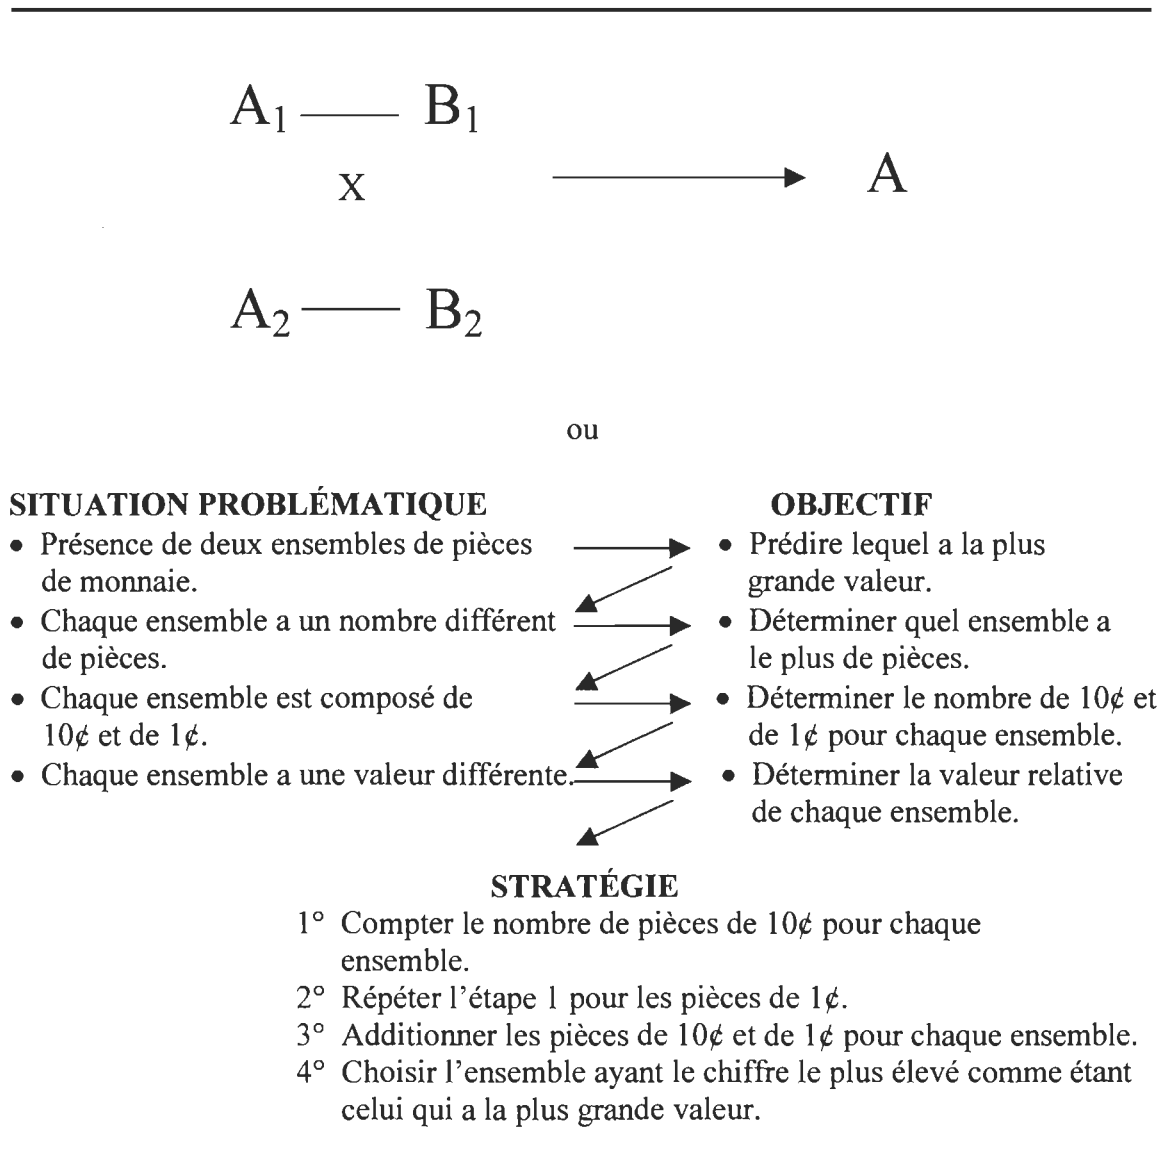 A₁ — B₁
X
A
A₂ — B₂
ou
SITUATION PROBLÉMATIQUE
• Présence de deux ensembles de pièces
de monnaie.
• Chaque ensemble a un nombre différent
de pièces.
• Chaque ensemble est composé de
10¢ et de 1¢.
• Chaque ensemble a une valeur différente.
OBJECTIF
• Prédire lequel a la plus
grande valeur.
• Déterminer quel ensemble a
le plus de pièces.
• Déterminer le nombre de 10¢ et
de 1¢ pour chaque ensemble.
• Déterminer la valeur relative
de chaque ensemble.
STRATÉGIE
1° Compter le nombre de pièces de 10¢ pour chaque
ensemble.
2° Répéter l'étape 1 pour les pièces de 1¢.
3° Additionner les pièces de 10¢ et de 1¢ pour chaque ensemble.
4° Choisir l'ensemble ayant le chiffre le plus élevé comme étant
celui qui a la plus grande valeur.